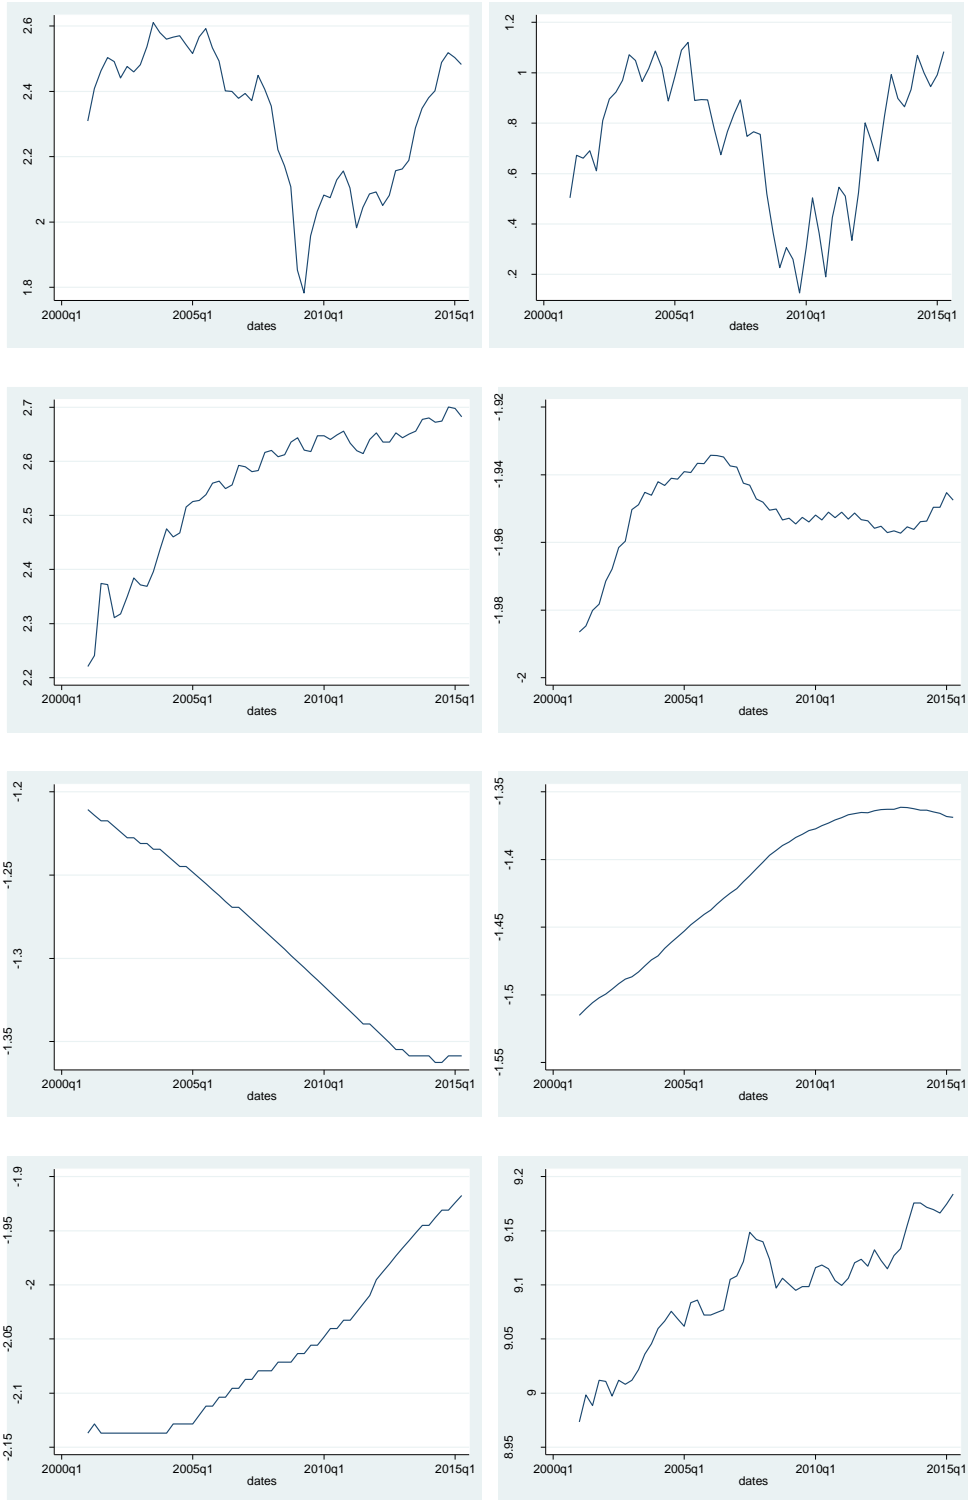 2.6
2.4
2.2
2
1.8
2000q1 2005q1 2010q1 2015q1
dates
1.2
1
.8
.6
.4
.2
2000q1 2005q1 2010q1 2015q1
dates
2.7
2.6
2.5
2.4
2.3
2.2
2000q1 2005q1 2010q1 2015q1
dates
-1.92
-1.94
-1.96
-1.98
-2
2000q1 2005q1 2010q1 2015q1
dates
-1.2
-1.25
-1.3
-1.35
2000q1 2005q1 2010q1 2015q1
dates
-1.35
-1.4
-1.45
-1.5
-1.55
2000q1 2005q1 2010q1 2015q1
dates
-1.9
-1.95
-2
-2.05
-2.1
-2.15
2000q1 2005q1 2010q1 2015q1
dates
9.2
9.15
9.1
9.05
9
8.95
2000q1 2005q1 2010q1 2015q1
dates